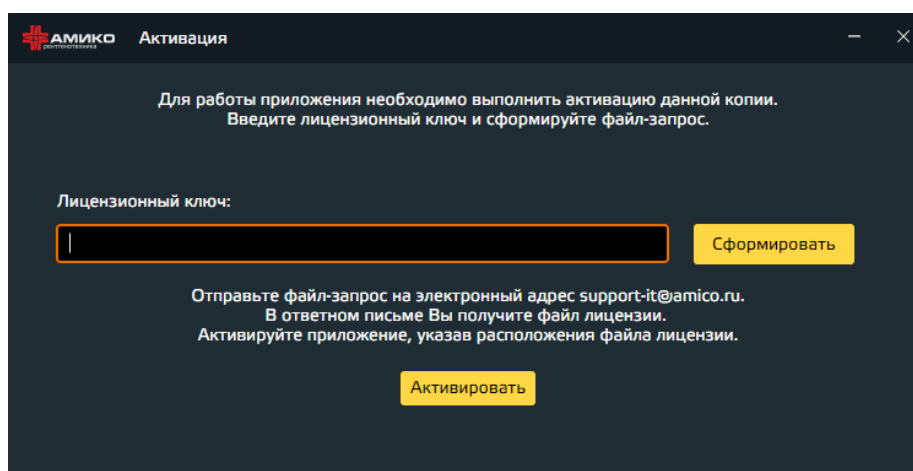 АМИКО
рентгенотехника
Активация
Для работы приложения необходимо выполнить активацию данной копии.
Введите лицензионный ключ и сформируйте файл-запрос.
Лицензионный ключ:
Сформировать
Отправьте файл-запрос на электронный адрес support-it@amico.ru.
В ответном письме Вы получите файл лицензии.
Активируйте приложение, указав расположения файла лицензии.
Активировать